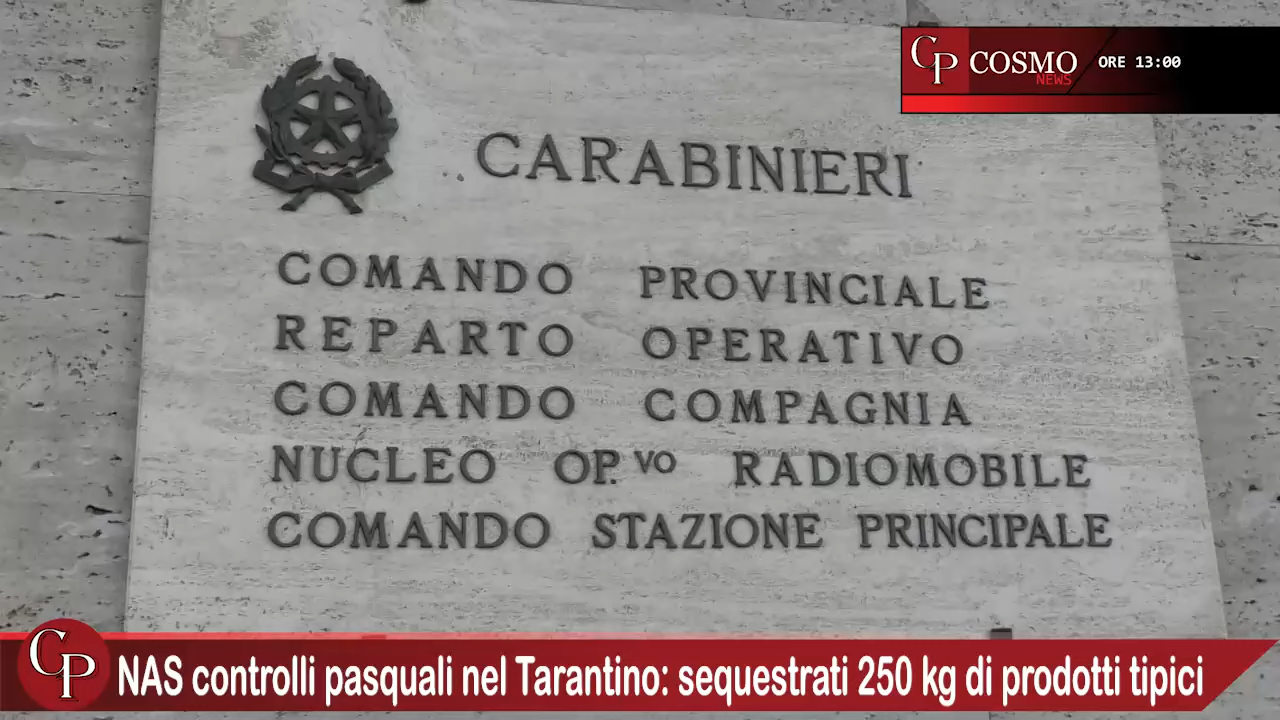 CP COSMO NEWS ORE 13:00
CARABINIERI
COMANDO PROVINCIALE
REPARTO OPERATIVO
COMANDO COMPAGNIA
NUCLEO OP.VO RADIOMOBILE
COMANDO STAZIONE PRINCIPALE
CP NAS controlli pasquali nel Tarantino: sequestrati 250 kg di prodotti tipici